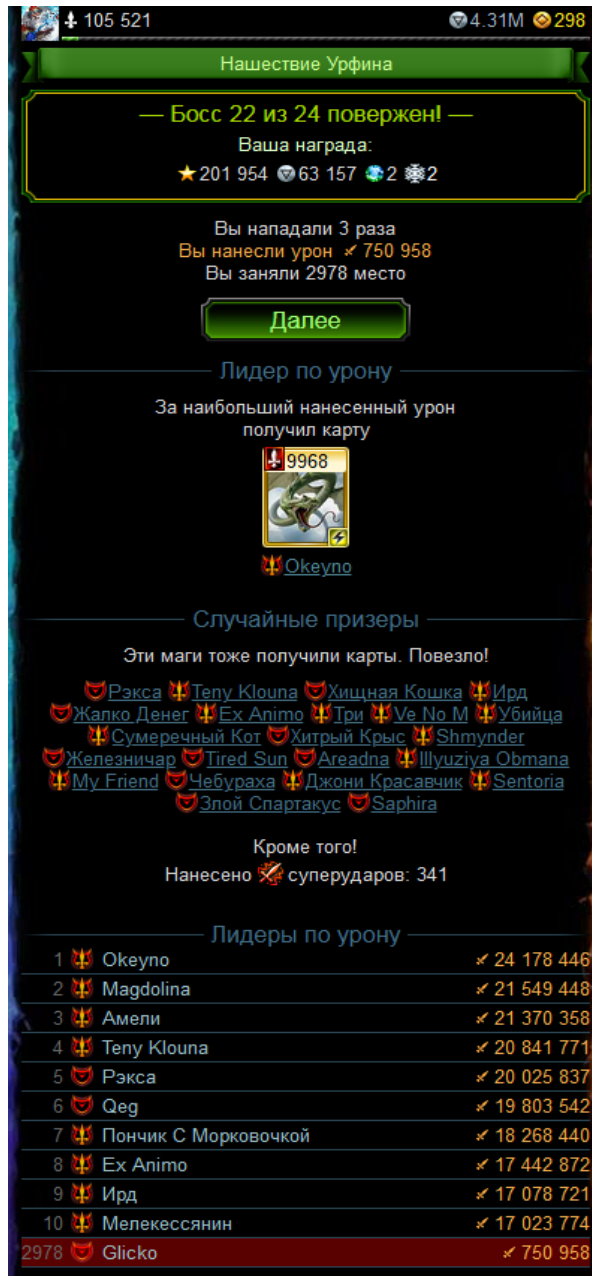 105 521 4.31M 298
Нашествие Урфина
— Босс 22 из 24 повержен! —
Ваша награда:
201 954 63 157 2 2
Вы нападали 3 раза
Вы нанесли урон 750 958
Вы заняли 2978 место
Далее
Лидер по урону
За наибольший нанесенный урон
получил карту
9968
Okeyno
Случайные призеры
Эти маги тоже получили карты. Повезло!
Рэкса Teny Klouna Хищная Кошка Ирд
Жалко Денег Ex Animo Три Ve No M Убийца
Сумеречный Кот Хитрый Крыс Shmynder
Железничар Tired Sun Areadna Illyuziya Obmana
My Friend Чебураха Джони Красавчик Sentoria
Злой Спартакус Saphira
Кроме того!
Нанесено суперударов: 341
Лидеры по урону
1 Okeyno 24 178 446
2 Magdolina 21 549 448
3 Амели 21 370 358
4 Teny Klouna 20 841 771
5 Рэкса 20 025 837
6 Qeg 19 803 542
7 Пончик С Морковочкой 18 268 440
8 Ex Animo 17 442 872
9 Ирд 17 078 721
10 Мелекессянин 17 023 774
2978 Glicko 750 958